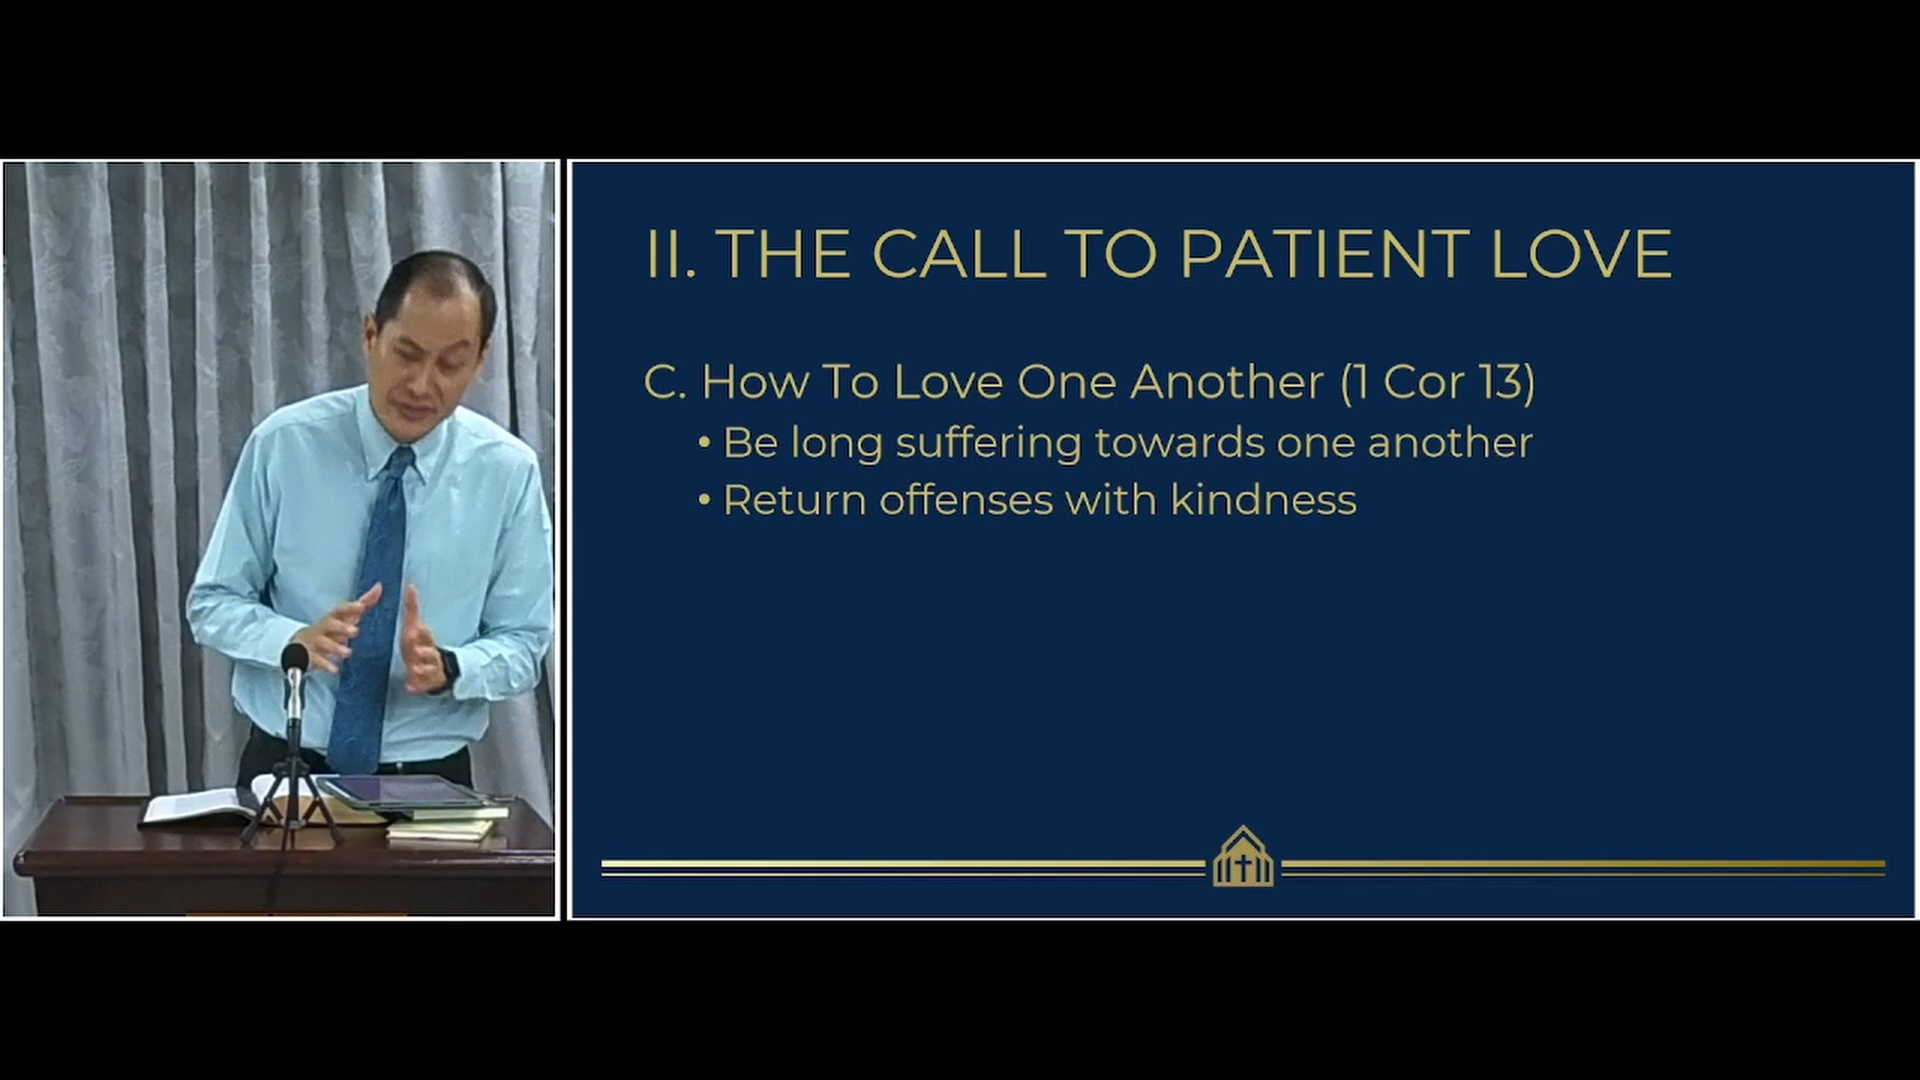 II. THE CALL TO PATIENT LOVE
C. How To Love One Another (1 Cor 13)
• Be long suffering towards one another
• Return offenses with kindness